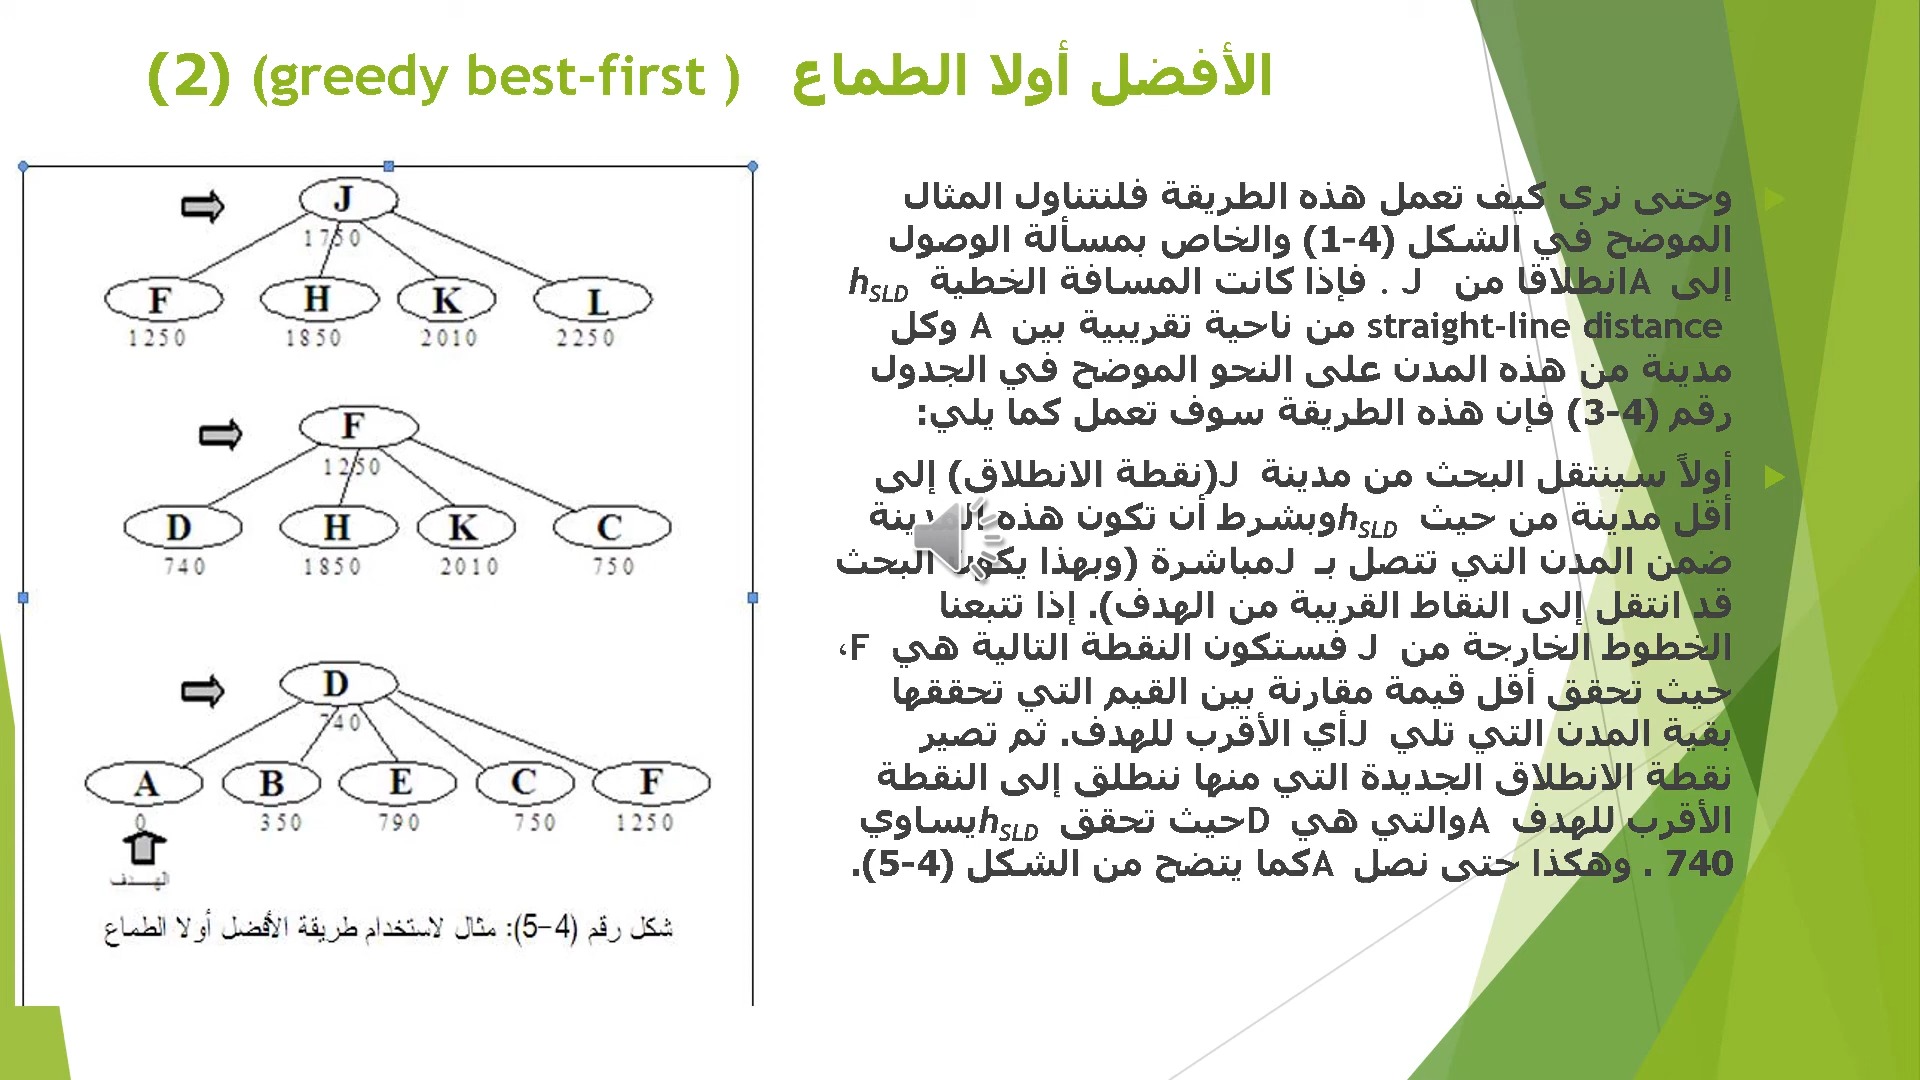 الأفضل أولا الطماع (greedy best-first ) (2)
وحتى نرى كيف تعمل هذه الطريقة فلنتناول المثال
الموضح في الشكل (4-1) والخاص بمسألة الوصول
إلى A انطلاقا من J . فإذا كانت المسافة الخطية hSLD
straight-line distance من ناحية تقريبية بين A وكل
مدينة من هذه المدن على النحو الموضح في الجدول
رقم (4-3) فإن هذه الطريقة سوف تعمل كما يلي:
أولاً سينتقل البحث من مدينة J(نقطة الانطلاق) إلى
أقل مدينة من حيث hSLD وبشرط أن تكون هذه المدينة
ضمن المدن التي تتصل بـ J مباشرة (وبهذا يكون البحث
قد انتقل إلى النقاط القريبة من الهدف). إذا تتبعنا
الخطوط الخارجة من J فستكون النقطة التالية هي F،
حيث تحقق أقل قيمة مقارنة بين القيم التي تحققها
بقية المدن التي تلي J أي الأقرب للهدف. ثم تصير
نقطة الانطلاق الجديدة التي منها ننطلق إلى النقطة
الأقرب للهدف A والتي هي D حيث تحقق hSLD يساوي
740 . وهكذا حتى نصل A كما يتضح من الشكل (4-5).
J
1750
F H K L
1250 1850 2010 2250
F
1250
D H K C
740 1850 2010 750
D
740
A B E C F
0 350 790 750 1250
الهدف
شكل رقم (4-5): مثال لاستخدام طريقة الأفضل أولا الطماع